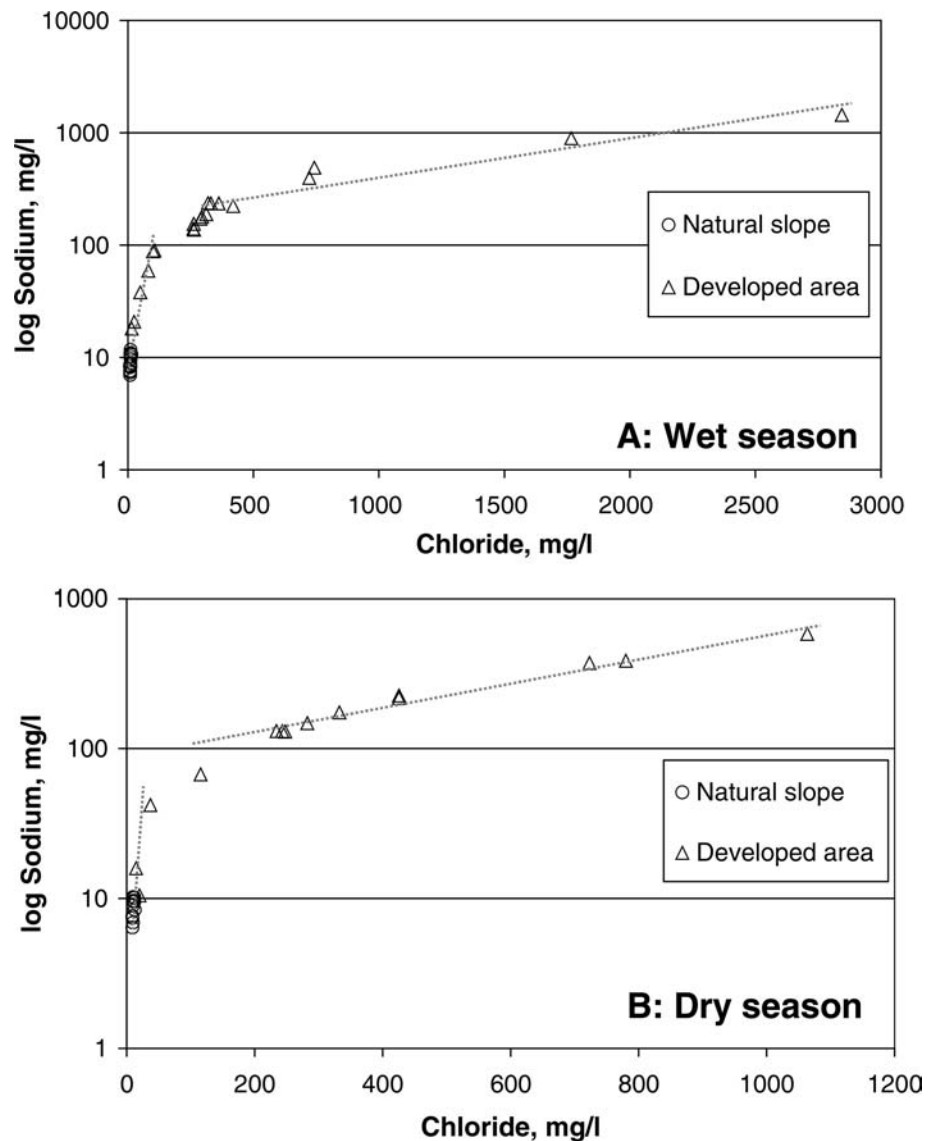 10000
1000
100
10
1
log Sodium, mg/l
Natural slope
Developed area
A: Wet season
0 500 1000 1500 2000 2500 3000
Chloride, mg/l
1000
100
10
1
log Sodium, mg/l
Natural slope
Developed area
B: Dry season
0 200 400 600 800 1000 1200
Chloride, mg/l